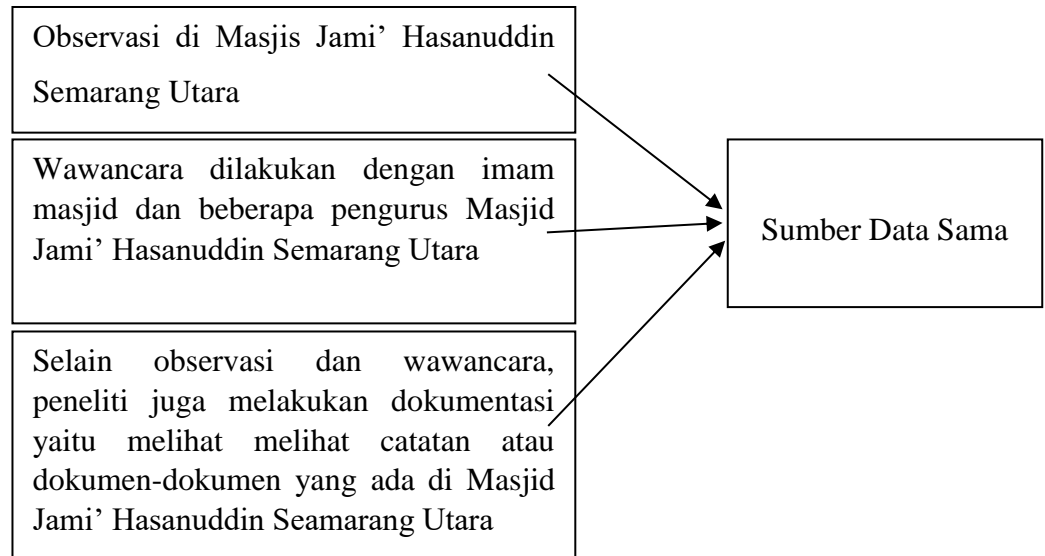 Observasi di Masjis Jami’ Hasanuddin
Semarang Utara
Wawancara dilakukan dengan imam
masjid dan beberapa pengurus Masjid
Jami’ Hasanuddin Semarang Utara
Sumber Data Sama
Selain observasi dan wawancara,
peneliti juga melakukan dokumentasi
yaitu melihat melihat catatan atau
dokumen-dokumen yang ada di Masjid
Jami’ Hasanuddin Seamarang Utara